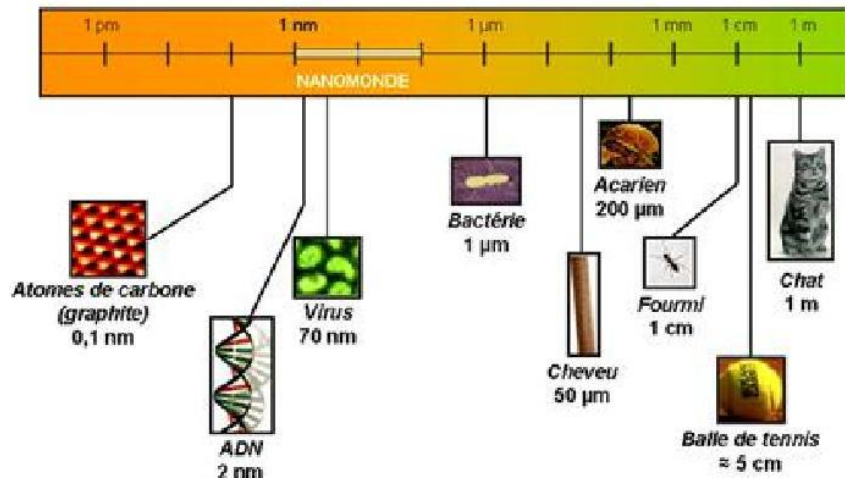 1 pm 1 nm 1 µm 1 mm 1 cm 1 m
NANOMONDE
Atomes de carbone
(graphite)
0,1 nm
ADN
2 nm
Virus
70 nm
Bactérie
1 µm
Cheveu
50 µm
Acarien
200 µm
Fourmi
1 cm
Balle de tennis
≈ 5 cm
Chat
1 m